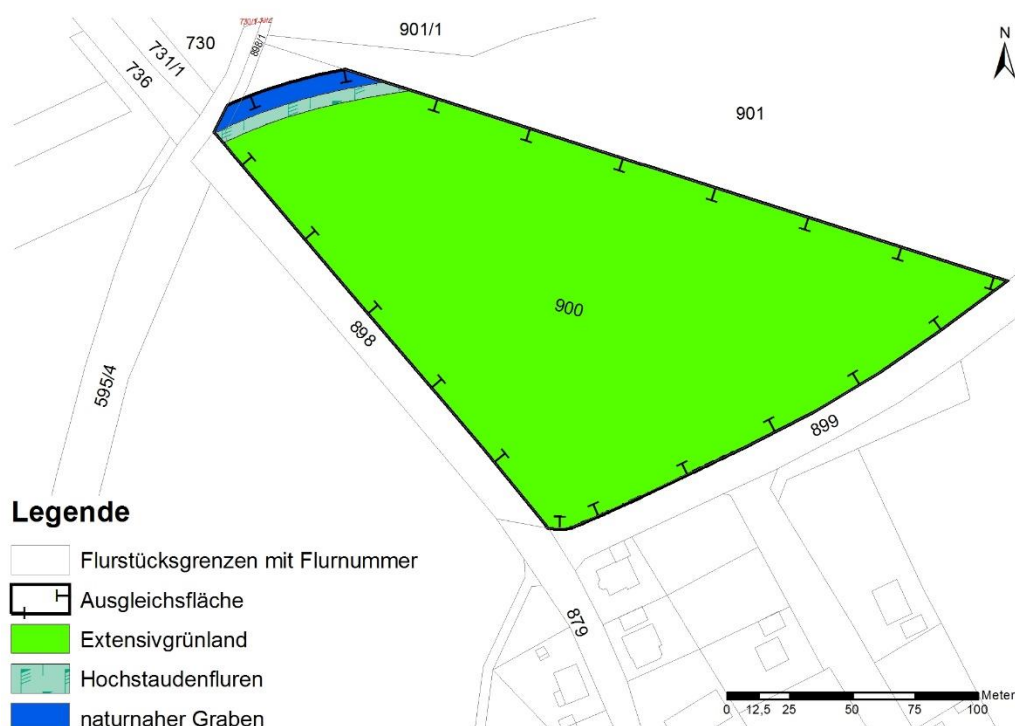 901/1
N
730
898/1
731/1
736
901
900
898
595/4
899
879
Legende
Flurstücksgrenzen mit Flurnummer
Ausgleichsfläche
Extensivgrünland
Hochstaudenfluren
naturnaher Graben
Meter
0 12,5 25 50 75 100